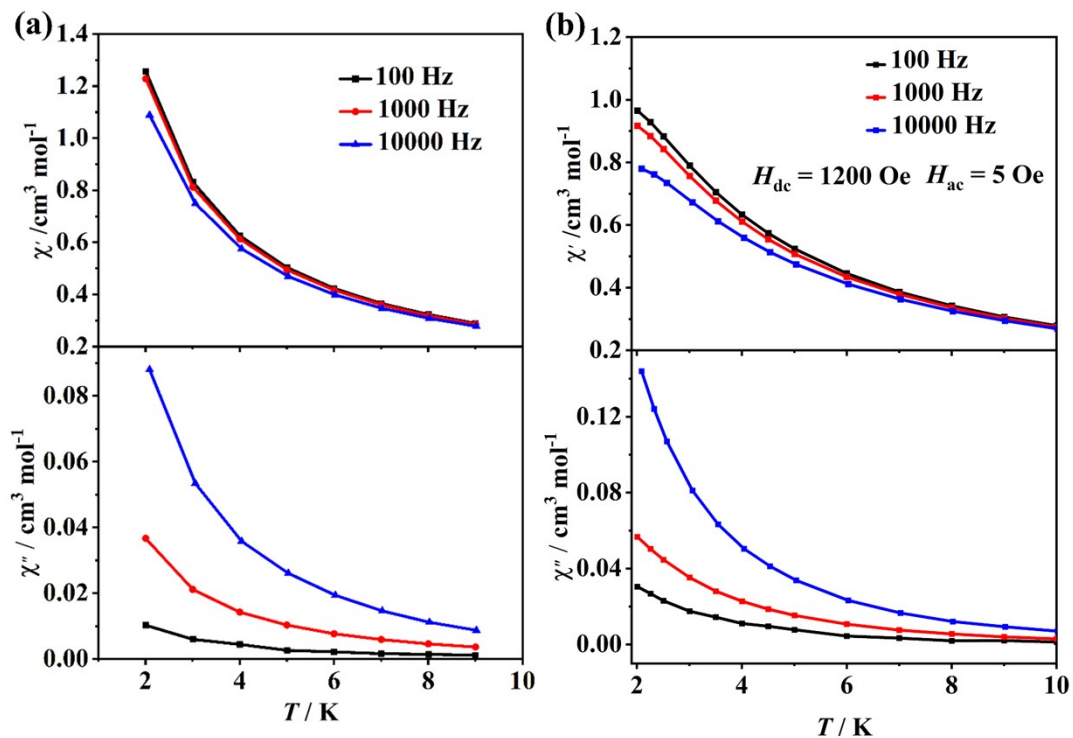 (a)
1.4
1.2
1.0
0.8
0.6
0.4
0.2
χ′ /cm³ mol⁻¹
100 Hz
1000 Hz
10000 Hz
0.08
0.06
0.04
0.02
0.00
χ″ / cm³ mol⁻¹
2 4 6 8 10
T / K
(b)
1.2
1.0
0.8
0.6
0.4
0.2
χ′ /cm³ mol⁻¹
100 Hz
1000 Hz
10000 Hz
H_dc = 1200 Oe H_ac = 5 Oe
0.12
0.08
0.04
0.00
χ″ / cm³ mol⁻¹
2 4 6 8 10
T / K